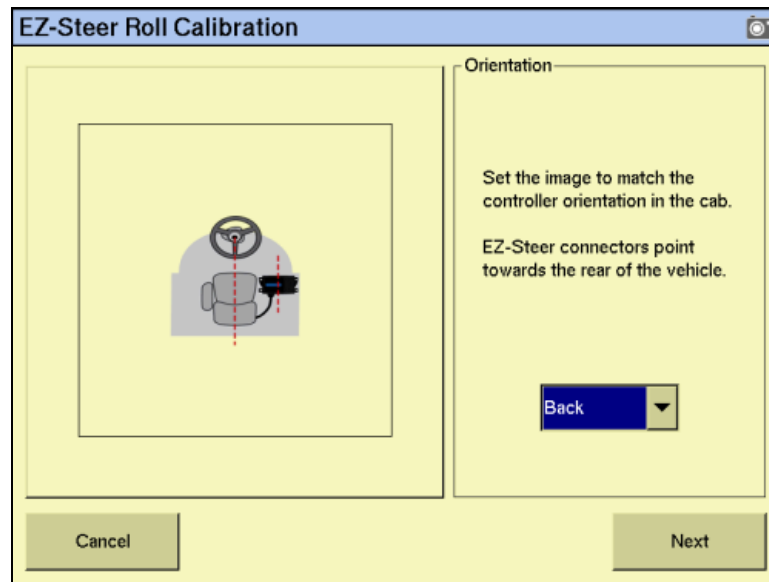 EZ-Steer Roll Calibration
Orientation
Set the image to match the
controller orientation in the cab.
EZ-Steer connectors point
towards the rear of the vehicle.
Back
Cancel
Next